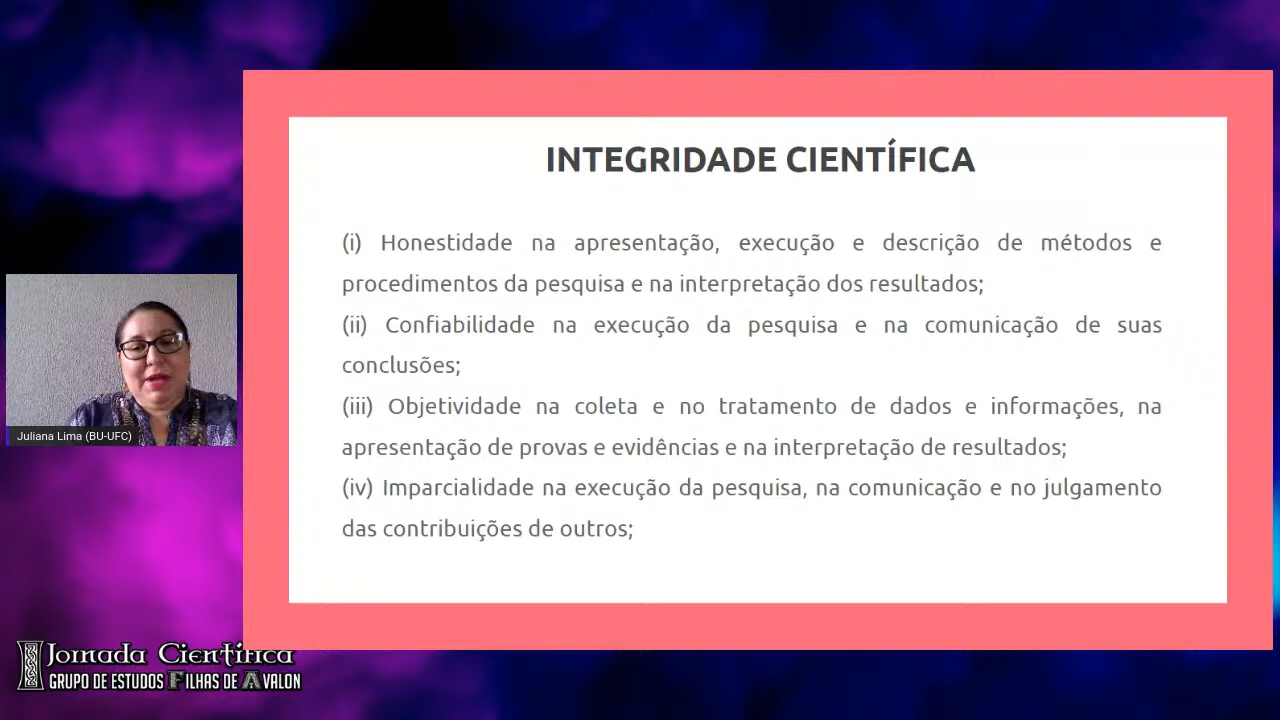 INTEGRIDADE CIENTÍFICA
(i) Honestidade na apresentação, execução e descrição de métodos e
procedimentos da pesquisa e na interpretação dos resultados;
(ii) Confiabilidade na execução da pesquisa e na comunicação de suas
conclusões;
(iii) Objetividade na coleta e no tratamento de dados e informações, na
apresentação de provas e evidências e na interpretação de resultados;
(iv) Imparcialidade na execução da pesquisa, na comunicação e no julgamento
das contribuições de outros;
Juliana Lima (BU-UFC)
I Jornada Científica
GRUPO DE ESTUDOS FILHAS DE AVALON